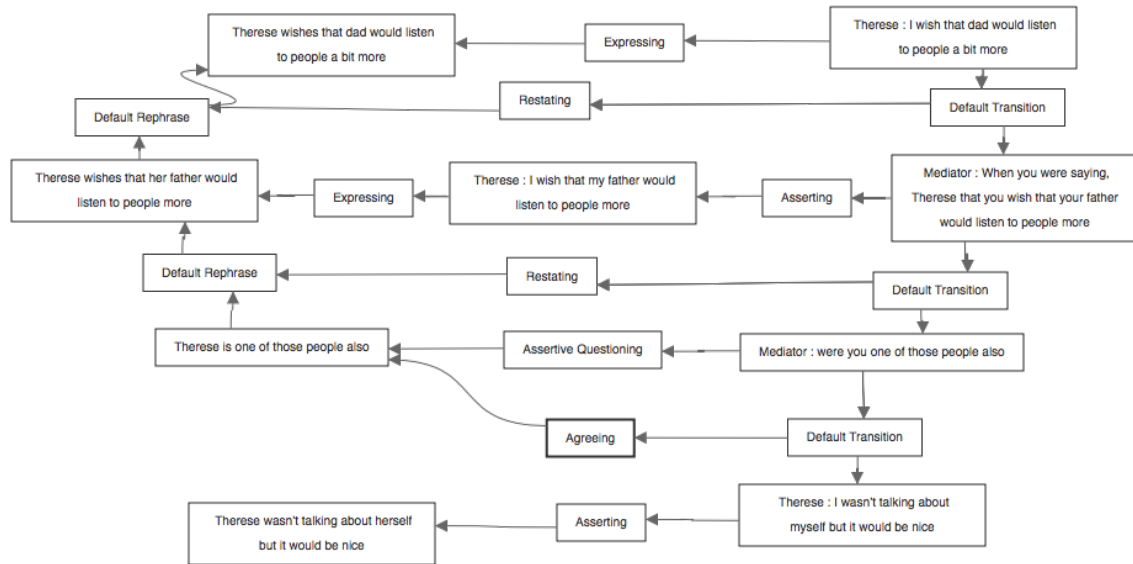 Therese wishes that dad would listen
to people a bit more
Expressing
Therese : I wish that dad would listen
to people a bit more
Default Rephrase
Restating
Default Transition
Therese wishes that her father would
listen to people more
Expressing
Therese : I wish that my father would
listen to people more
Asserting
Mediator : When you were saying,
Therese that you wish that your father
would listen to people more
Default Rephrase
Restating
Default Transition
Therese is one of those people also
Assertive Questioning
Mediator : were you one of those people also
Agreeing
Default Transition
Therese wasn't talking about herself
but it would be nice
Asserting
Therese : I wasn't talking about
myself but it would be nice